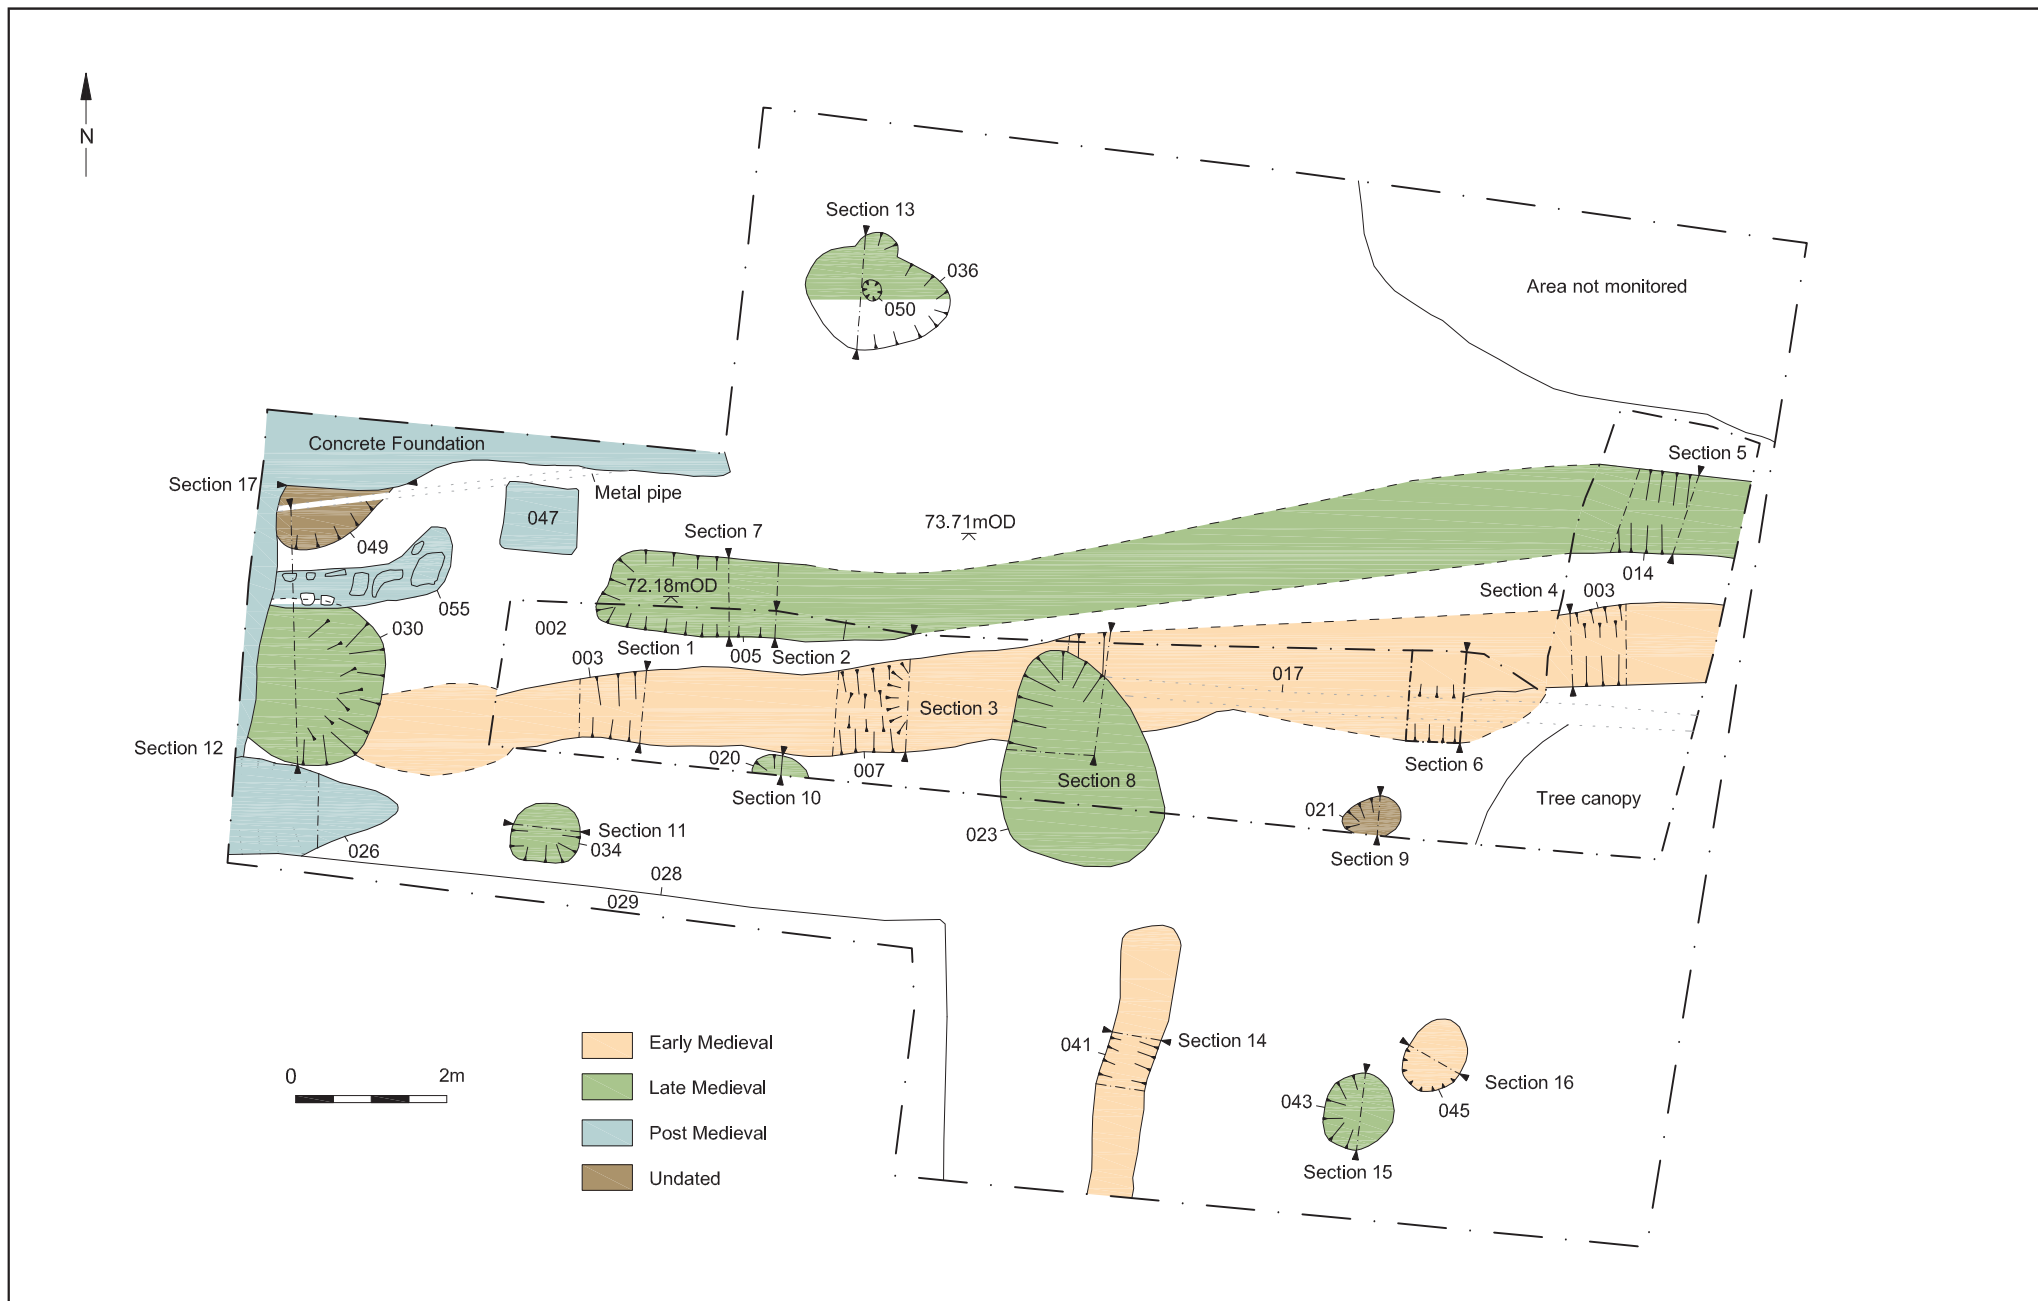 N
Section 13
036
050
Area not monitored
Concrete Foundation
Section 17
Metal pipe
047
049
055
Section 7
73.71mOD
72.18mOD
Section 5
014
Section 4
003
002
030
Section 1
003
005
Section 2
017
Section 3
Section 12
020
007
Section 10
Section 8
Section 6
Tree canopy
021
Section 9
023
Section 11
034
026
028
029
041
Section 14
Section 16
045
043
Section 15
Early Medieval
Late Medieval
Post Medieval
Undated
0 2m